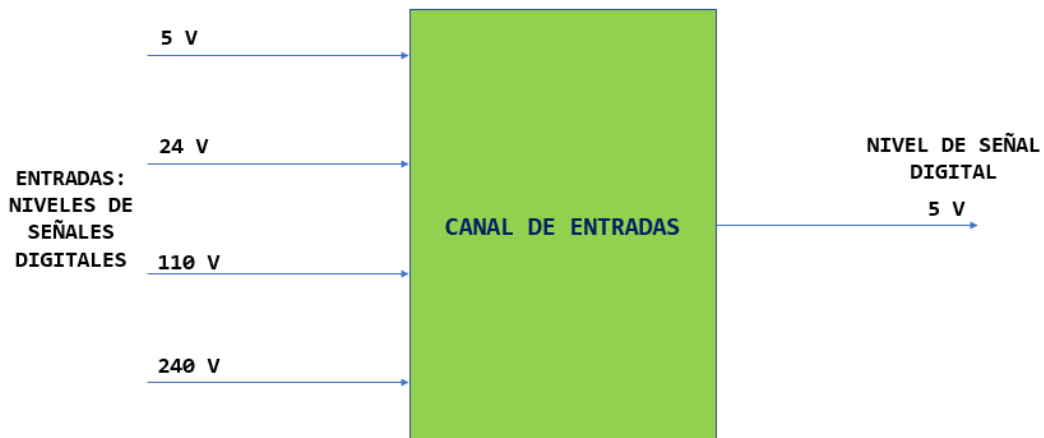 5 V
24 V
ENTRADAS:
NIVELES DE
SEÑALES
DIGITALES
110 V
240 V
CANAL DE ENTRADAS
NIVEL DE SEÑAL
DIGITAL
5 V